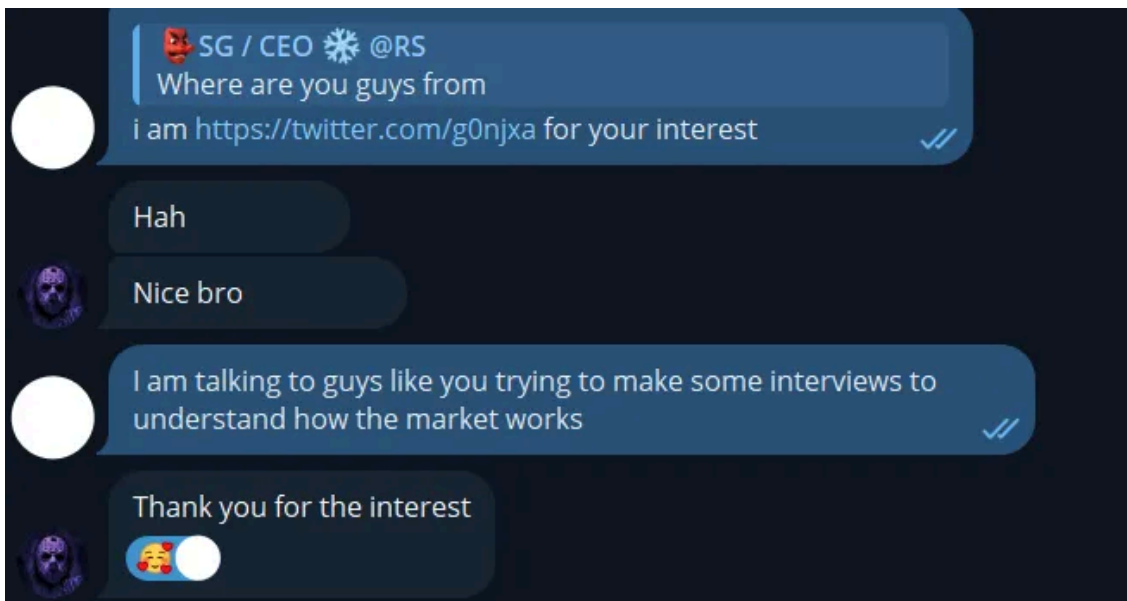 👺 SG / CEO ❄️ @RS
Where are you guys from
i am https://twitter.com/g0njxa for your interest
Hah
Nice bro
I am talking to guys like you trying to make some interviews to
understand how the market works
Thank you for the interest
🥰